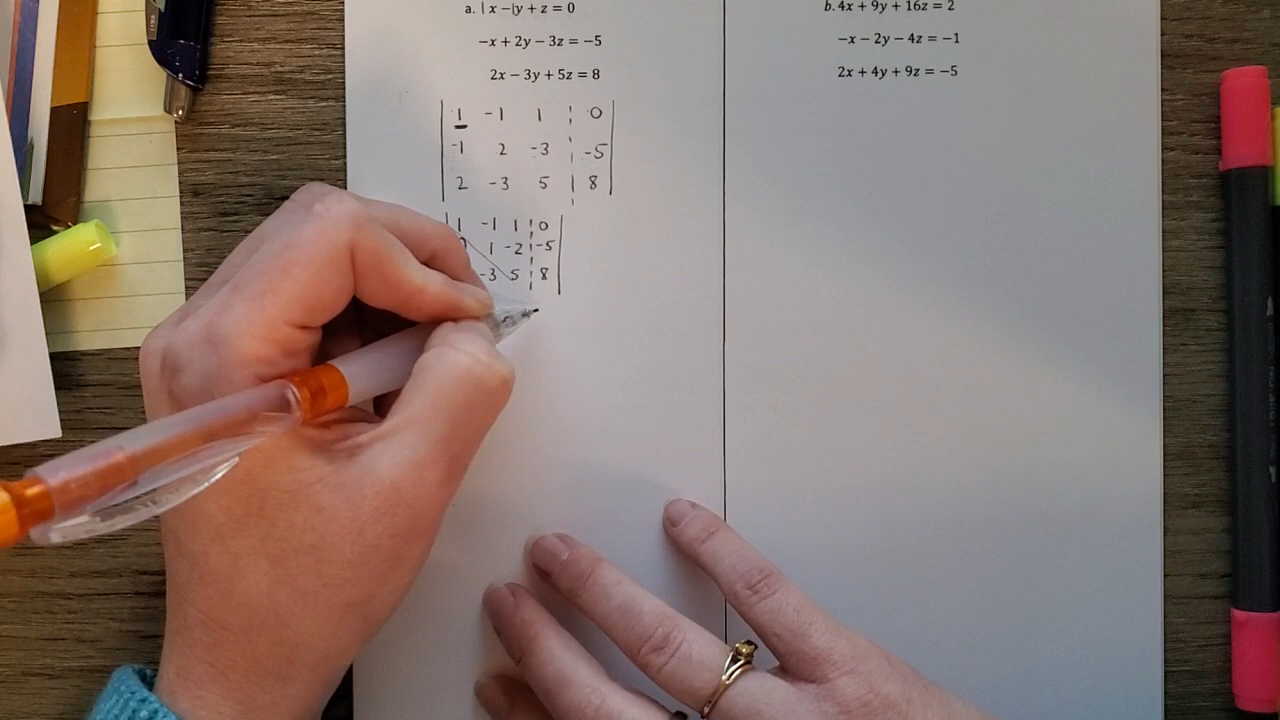 a. 1x − 1y + z = 0
−x + 2y − 3z = −5
2x − 3y + 5z = 8
1 -1 1 0
-1 2 -3 -5
2 -3 5 8
1 -1 1 0
1 -2 -5
-3 5 8
b. 4x + 9y + 16z = 2
−x − 2y − 4z = −1
2x + 4y + 9z = −5